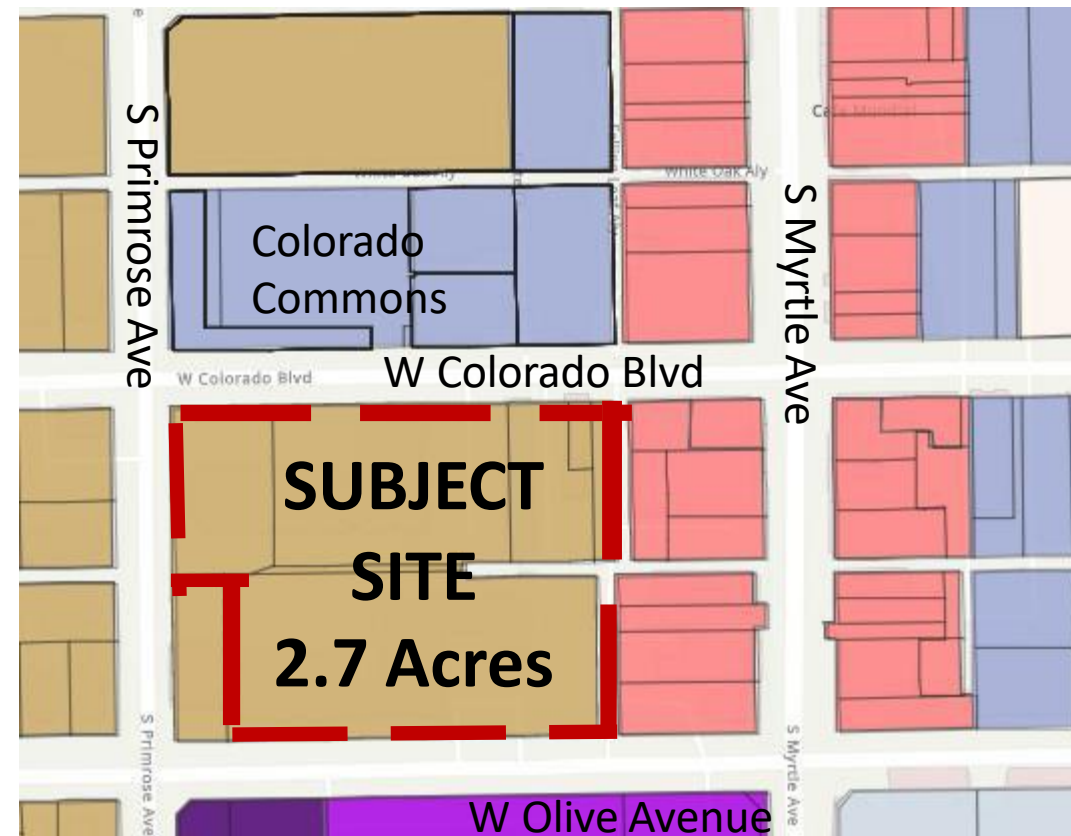 S Primrose Ave
Colorado
Commons
White Oak Aly
S Myrtle Ave
W Colorado Blvd
W Colorado Blvd
SUBJECT
SITE
2.7 Acres
S Primrose Ave
S Myrtle Ave
W Olive Avenue